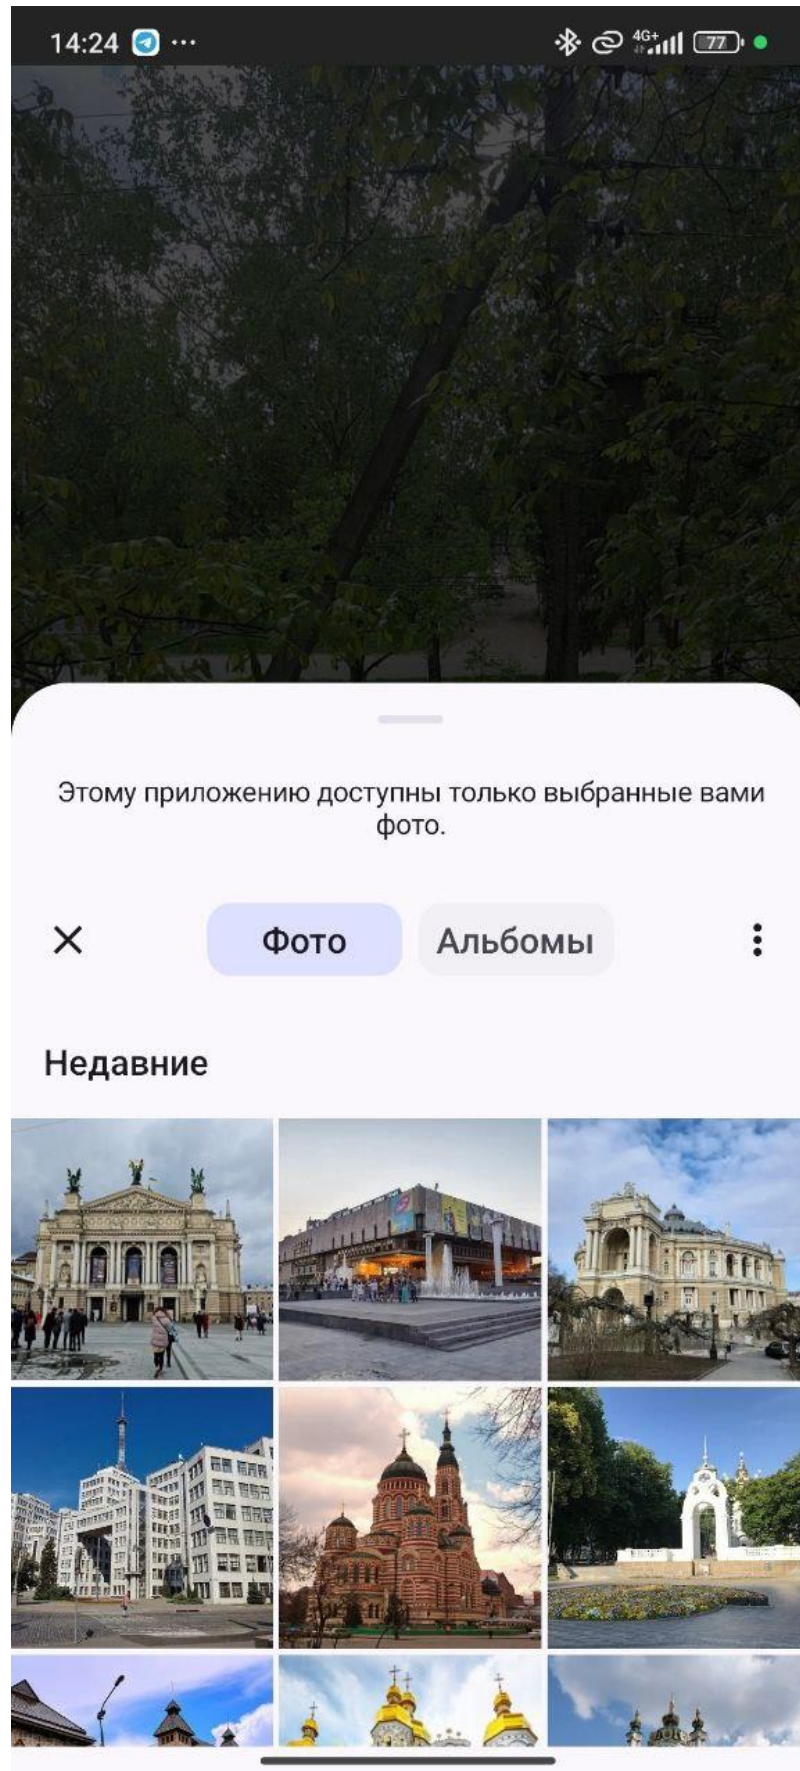 14:24
4G+
77
Этому приложению доступны только выбранные вами
фото.
Фото
Альбомы
Недавние